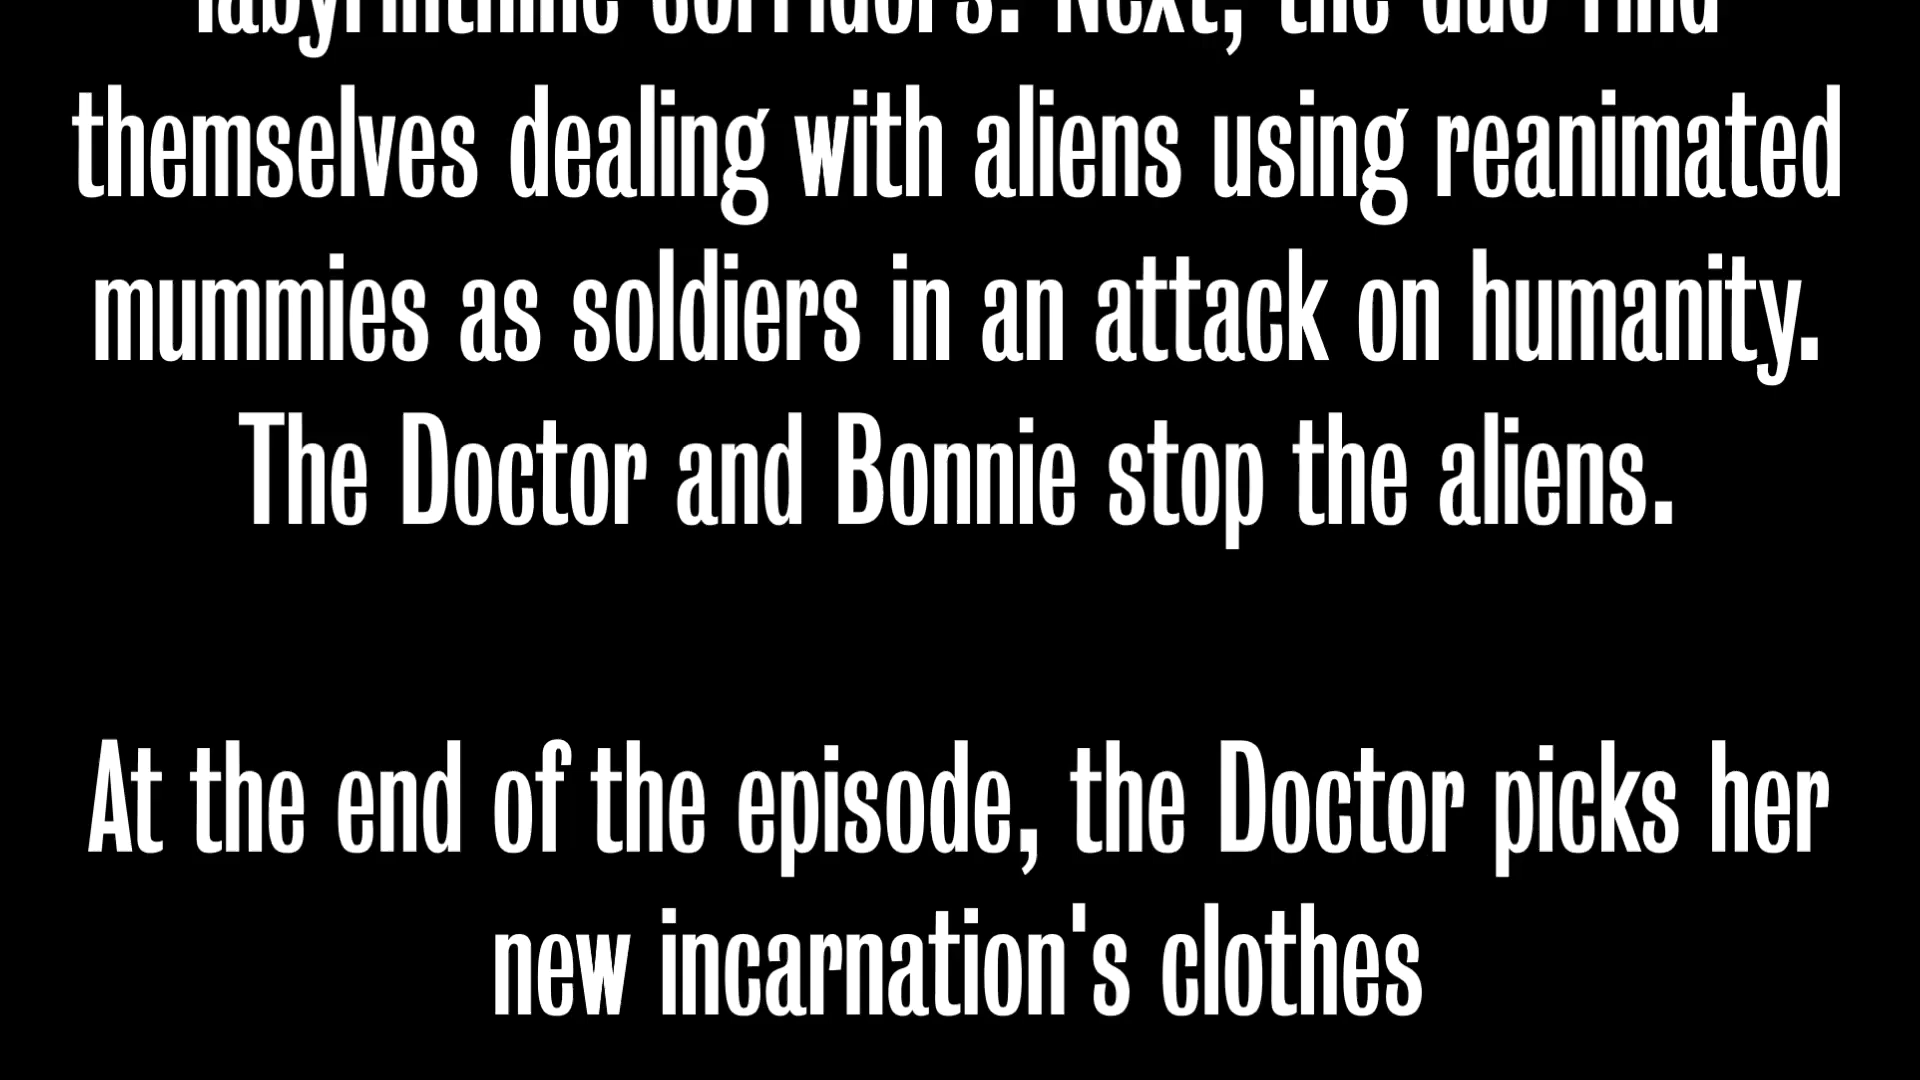 labyrinthine corridors. Next, the duo find
themselves dealing with aliens using reanimated
mummies as soldiers in an attack on humanity.
The Doctor and Bonnie stop the aliens.
At the end of the episode, the Doctor picks her
new incarnation's clothes